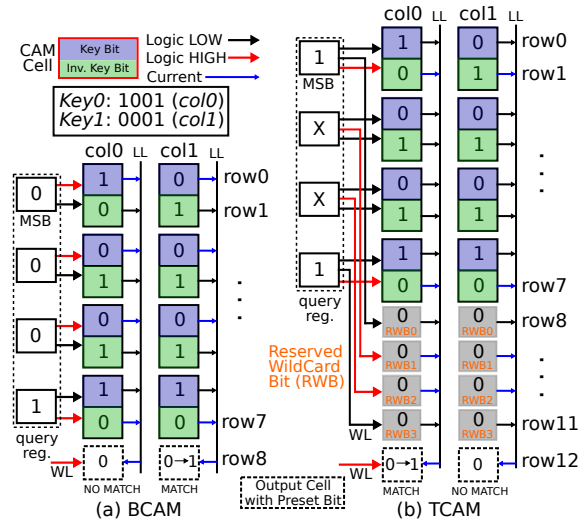 CAM
Cell
Key Bit
Inv. Key Bit
Logic LOW
Logic HIGH
Current
Key0: 1001 (col0)
Key1: 0001 (col1)
col0 LL col1 LL
0 1 0 row0
MSB 0 1 row1
0 0 0
1 1
. . .
0 0 0
1 1
1 1 1
0 0 row7
query
reg.
WL 0 0→1 row8
NO MATCH MATCH
(a) BCAM
col0 LL col1 LL
1 1 0 row0
MSB 0 1 row1
X 0 0
1 1
. . .
X 0 0
1 1
1 1 1
0 0 row7
query
reg.
0 0 row8
RWB0 RWB0
Reserved
WildCard
Bit (RWB)
0 0
RWB1 RWB1
. . .
0 0
RWB2 RWB2
0 0 row11
WL RWB3 RWB3
WL 0→1 0 row12
MATCH NO MATCH
Output Cell
with Preset Bit
(b) TCAM